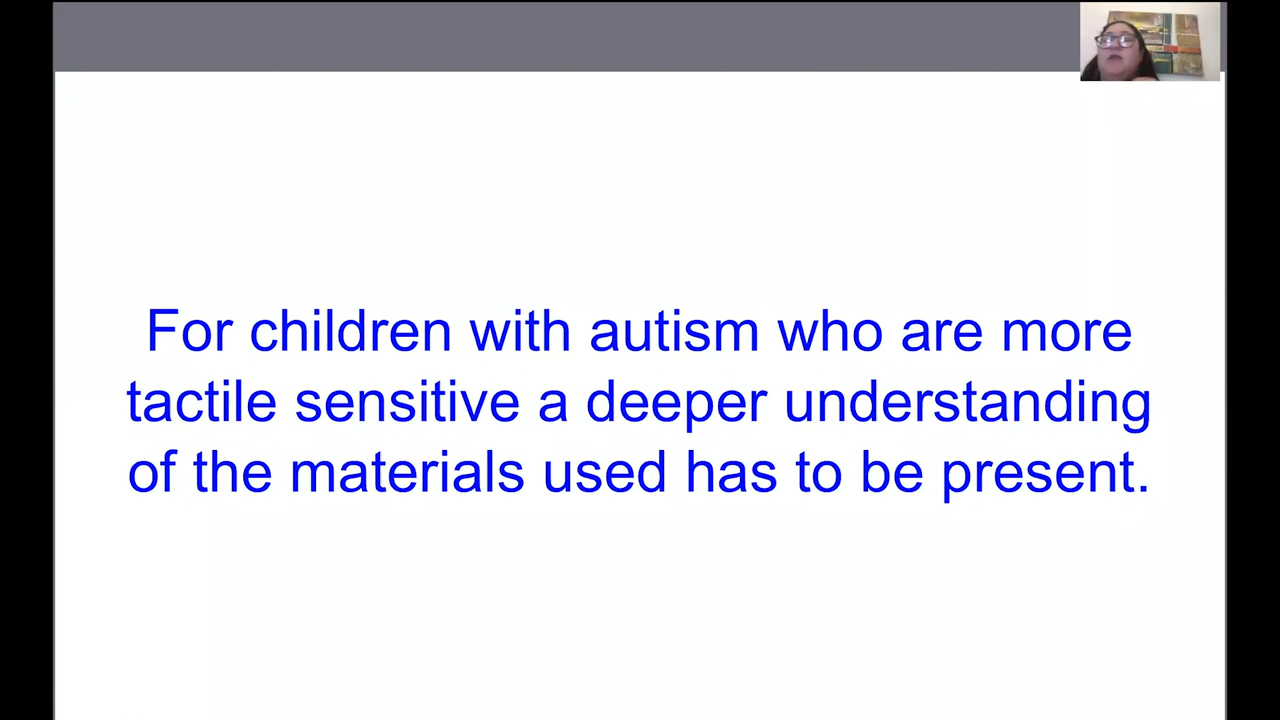 For children with autism who are more
tactile sensitive a deeper understanding
of the materials used has to be present.